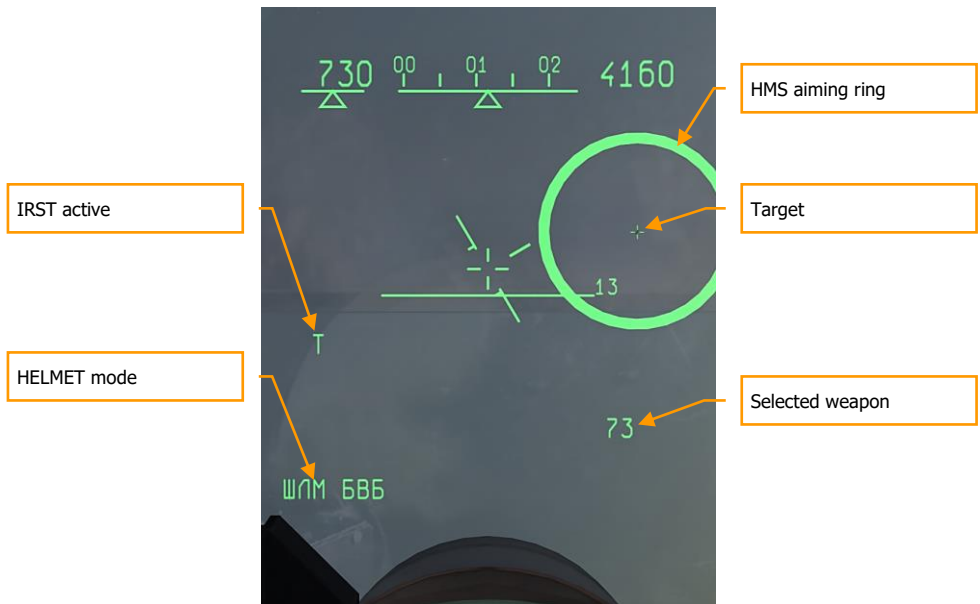 730 00 01 02 4160
HMS aiming ring
IRST active
Target
13
T
HELMET mode
Selected weapon
73
ШЛМ БВБ